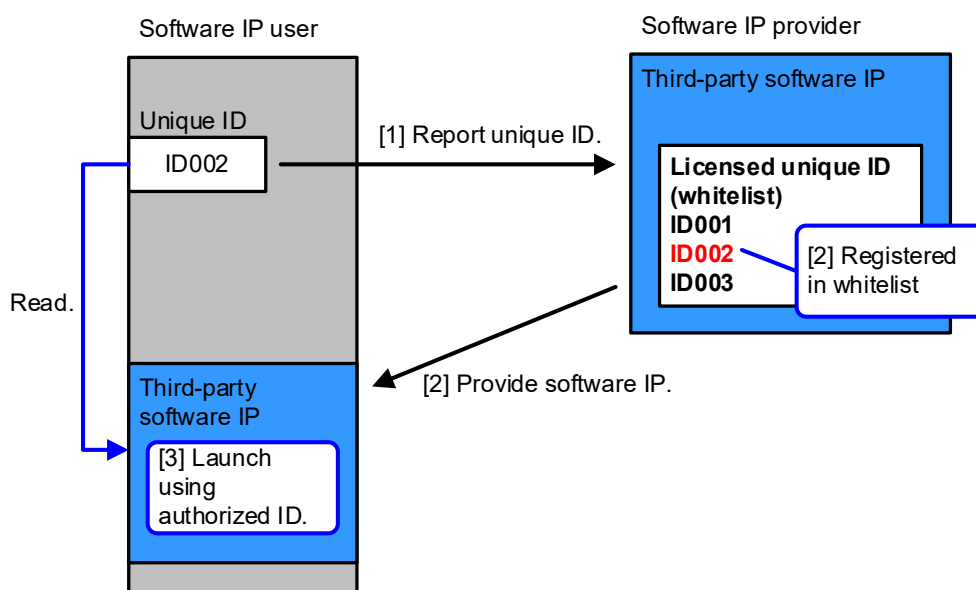 Software IP user
Software IP provider
Unique ID
ID002
[1] Report unique ID.
Third-party software IP
Licensed unique ID
(whitelist)
ID001
ID002
ID003
[2] Registered
in whitelist
Read.
[2] Provide software IP.
Third-party
software IP
[3] Launch
using
authorized ID.